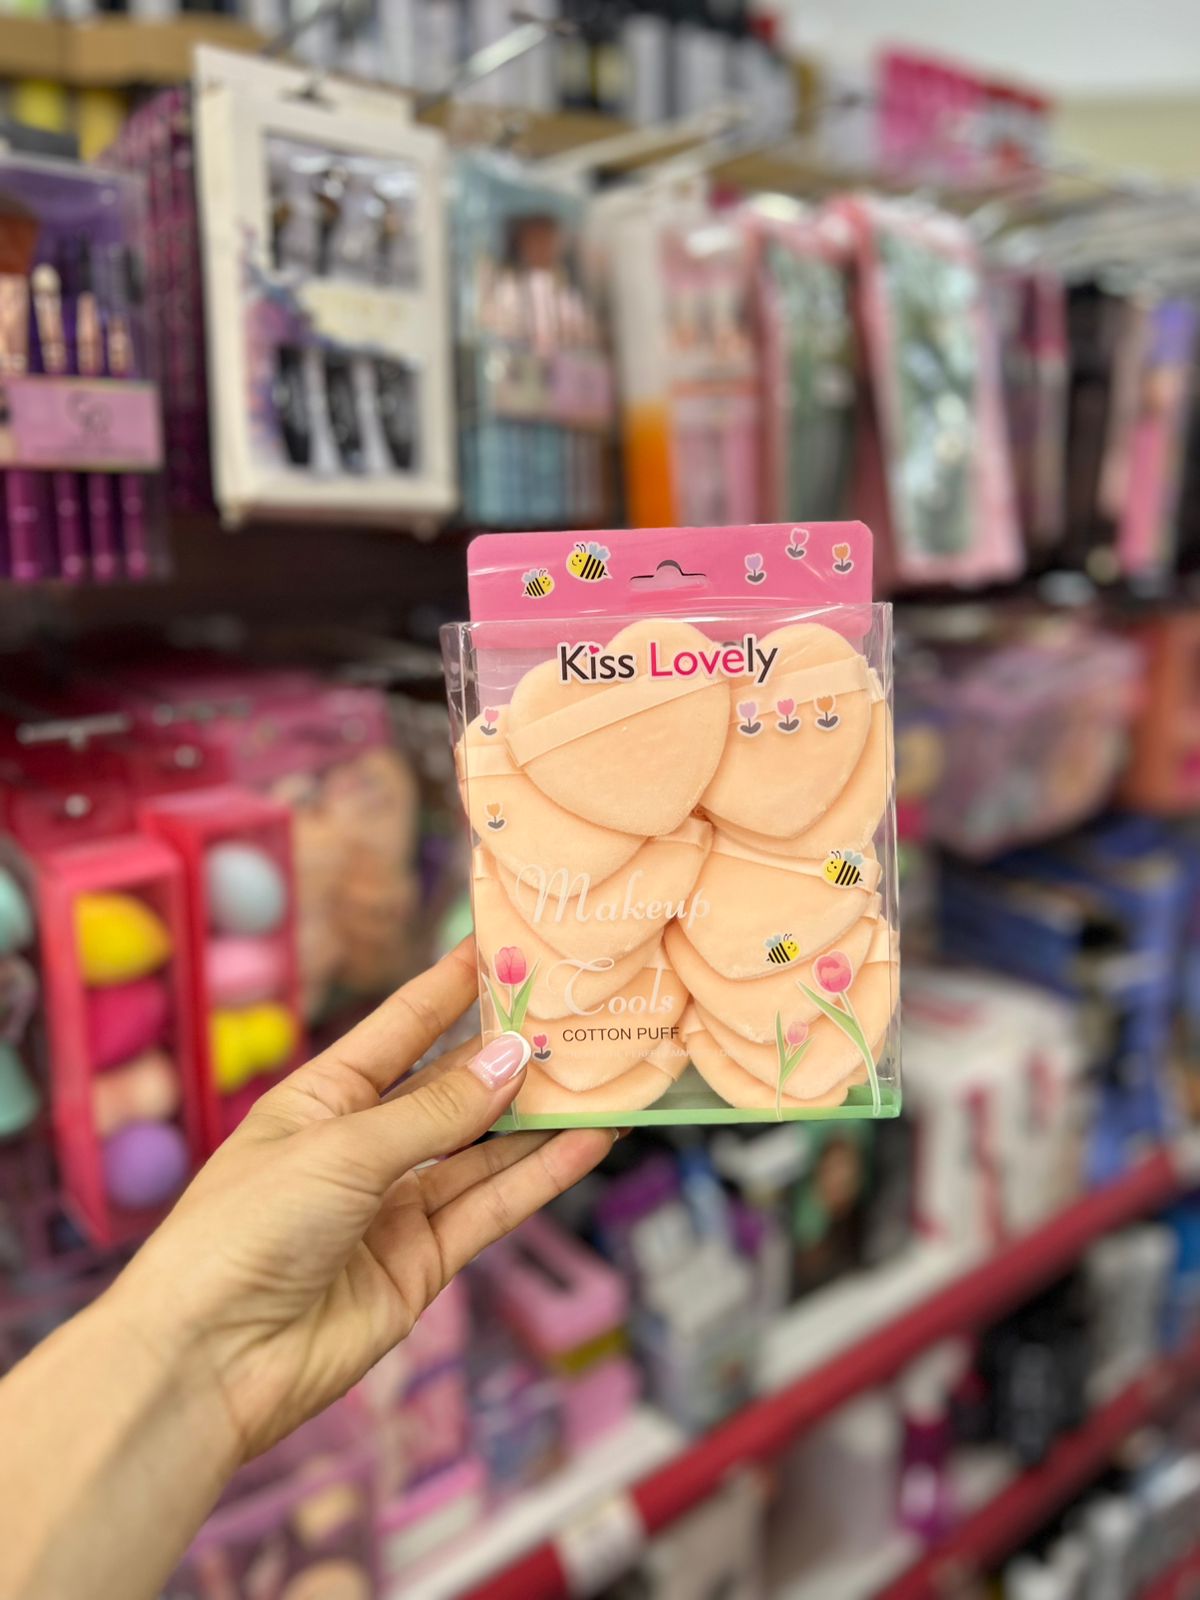 Kiss Lovely
Makeup
Tools
COTTON PUFF